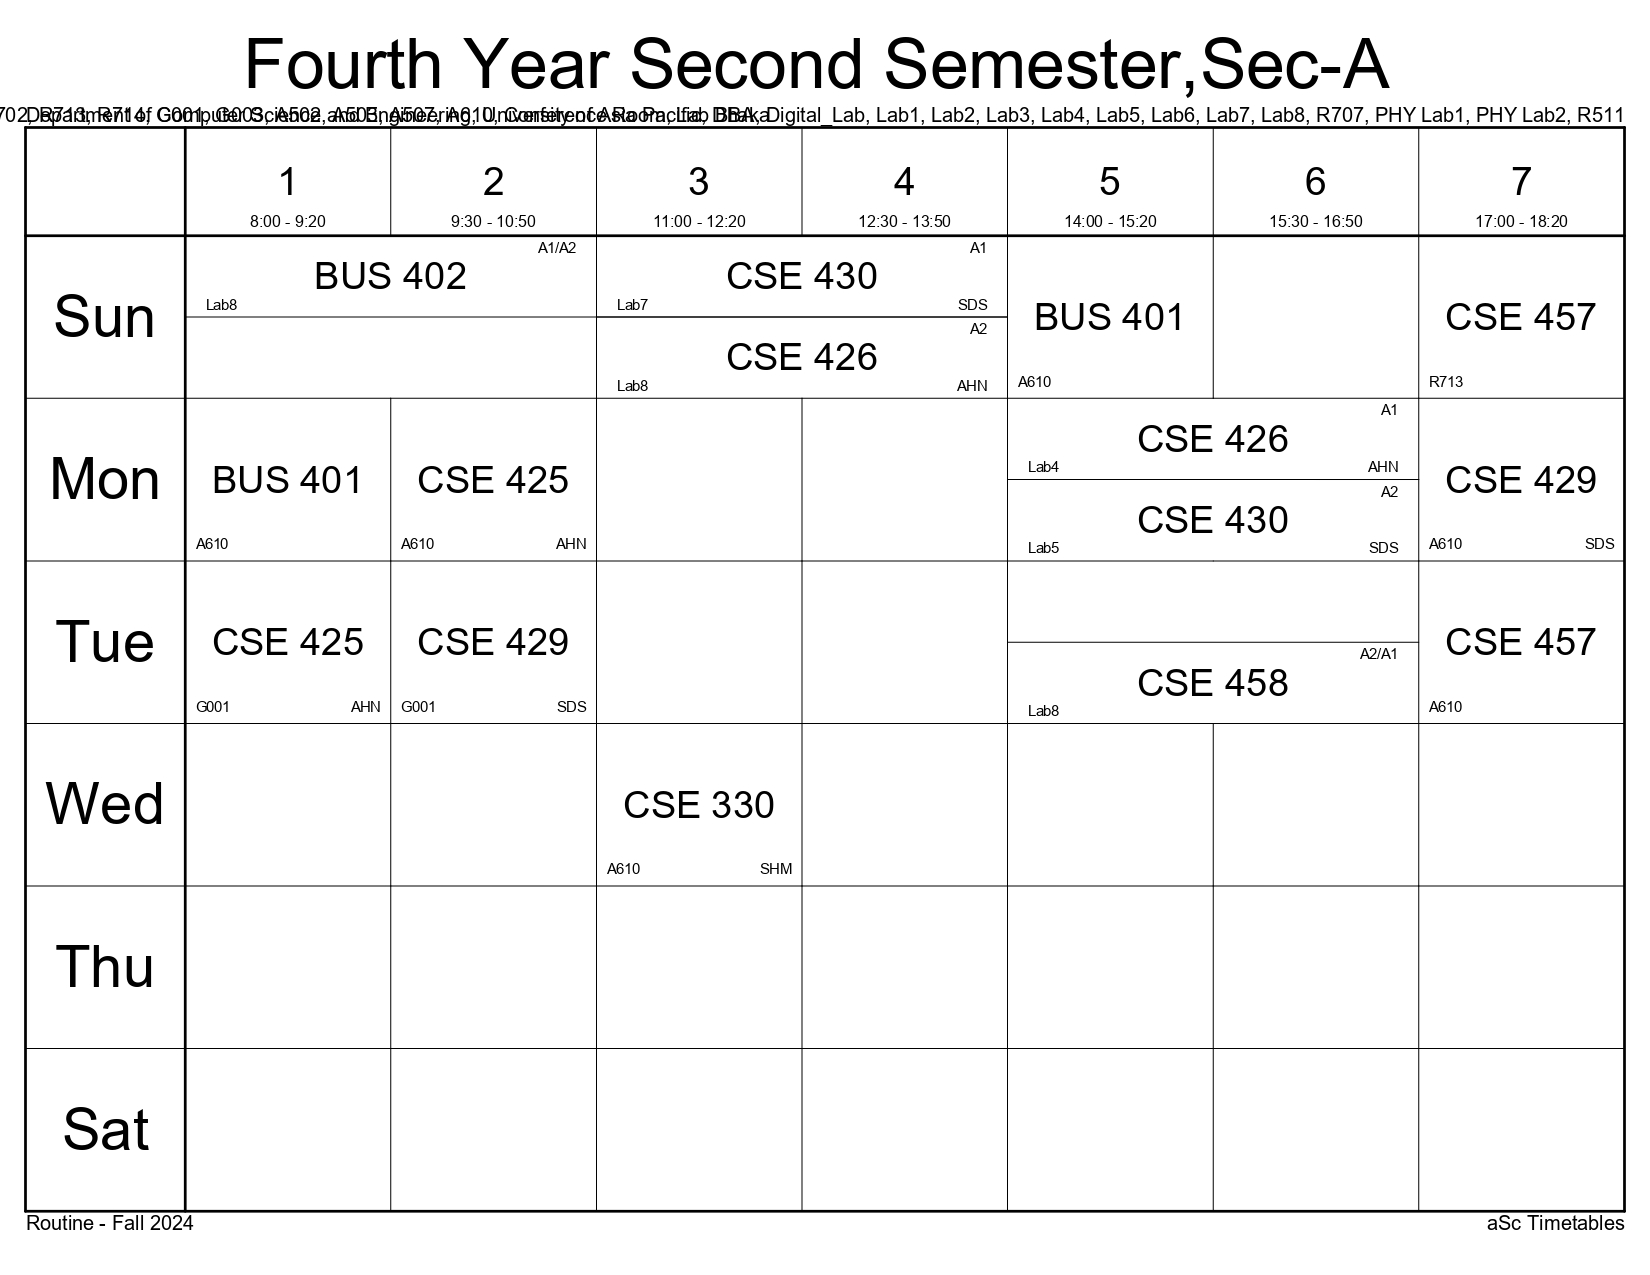 Fourth Year Second Semester,Sec-A
Department of Computer Science and Engineering, University of Asia Pacific, Dhaka
702, R713, R714, G001, G003, A502, A503, A507, A610, Conference Room, Lab BBA, Digital_Lab, Lab1, Lab2, Lab3, Lab4, Lab5, Lab6, Lab7, Lab8, R707, PHY Lab1, PHY Lab2, R511
1 2 3 4 5 6 7
8:00 - 9:20 9:30 - 10:50 11:00 - 12:20 12:30 - 13:50 14:00 - 15:20 15:30 - 16:50 17:00 - 18:20
Sun
A1/A2
BUS 402
Lab8
A1
CSE 430
Lab7 SDS
A2
CSE 426
Lab8 AHN
BUS 401
A610
CSE 457
R713
Mon
BUS 401
A610
CSE 425
A610 AHN
A1
CSE 426
Lab4 AHN
A2
CSE 430
Lab5 SDS
CSE 429
A610 SDS
Tue
CSE 425
G001 AHN
CSE 429
G001 SDS
A2/A1
CSE 458
Lab8
CSE 457
A610
Wed
CSE 330
A610 SHM
Thu
Sat
Routine - Fall 2024 aSc Timetables